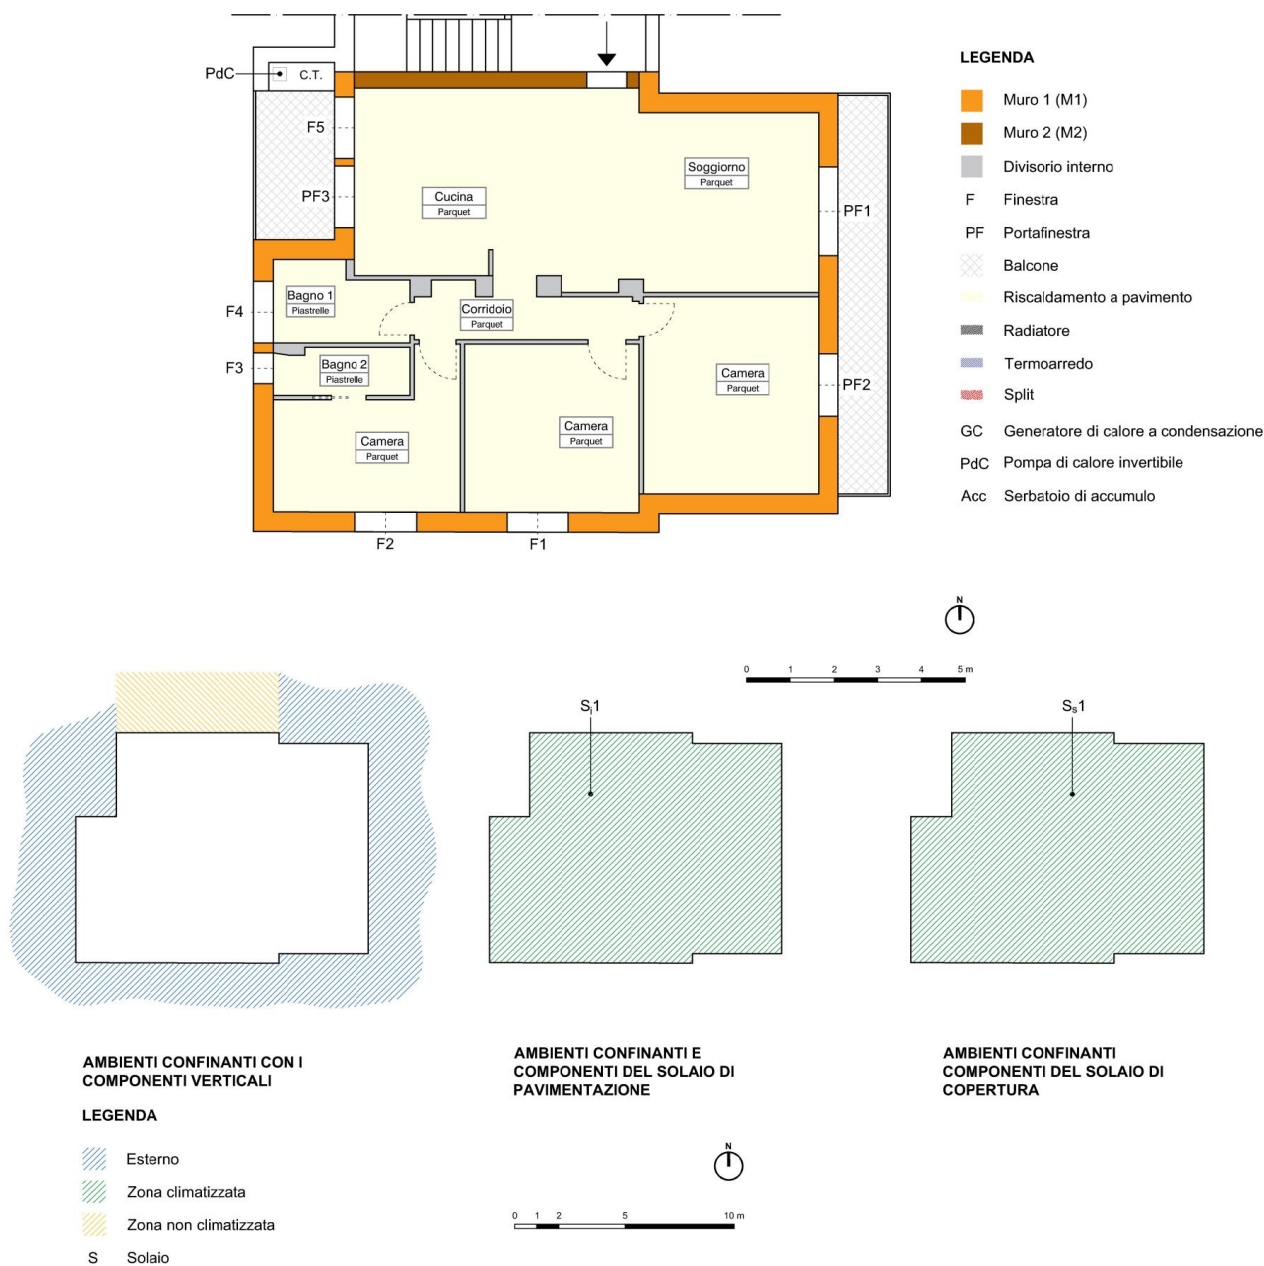 PdC
C.T.
F5
PF3
Cucina
Parquet
Soggiorno
Parquet
PF1
F4
Bagno 1
Piastrelle
Corridoio
Parquet
F3
Bagno 2
Piastrelle
Camera
Parquet
PF2
Camera
Parquet
Camera
Parquet
F2
F1
LEGENDA
Muro 1 (M1)
Muro 2 (M2)
Divisorio interno
F Finestra
PF Portafinestra
Balcone
Riscaldamento a pavimento
Radiatore
Termoarredo
Split
GC Generatore di calore a condensazione
PdC Pompa di calore invertibile
Acc Serbatoio di accumulo
N
0 1 2 3 4 5 m
Si1
Ss1
AMBIENTI CONFINANTI CON I
COMPONENTI VERTICALI
AMBIENTI CONFINANTI E
COMPONENTI DEL SOLAIO DI
PAVIMENTAZIONE
AMBIENTI CONFINANTI
COMPONENTI DEL SOLAIO DI
COPERTURA
LEGENDA
Esterno
Zona climatizzata
Zona non climatizzata
S Solaio
N
0 1 2 5 10 m